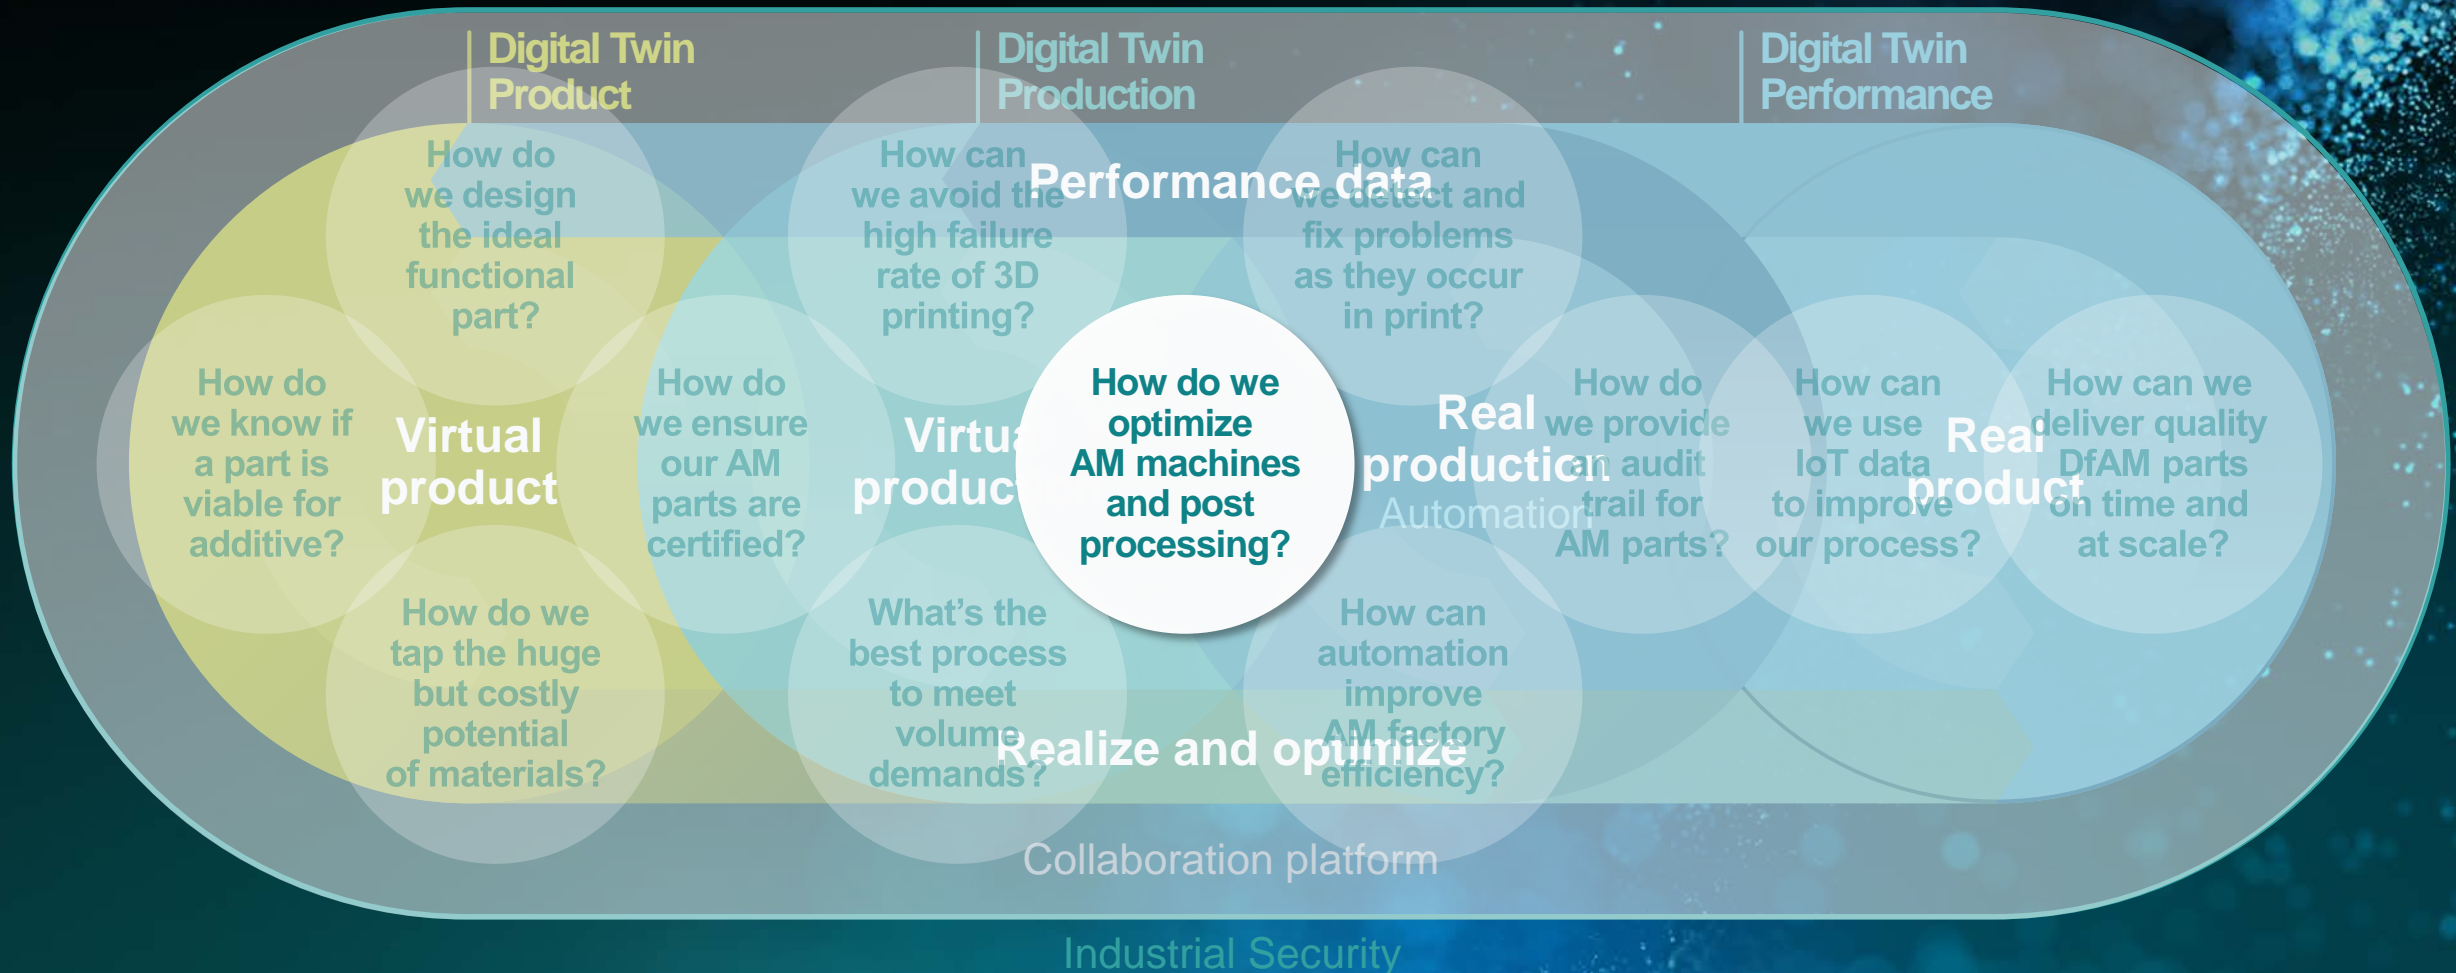 Digital Twin
Product
Digital Twin
Production
Digital Twin
Performance
Performance data
How do
we design
the ideal
functional
part?
How can
we avoid the
high failure
rate of 3D
printing?
How can
we detect and
fix problems
as they occur
in print?
How do
we know if
a part is
viable for
additive?
Virtual
product
How do
we ensure
our AM
parts are
certified?
Virtual
How do we
optimize
AM machines
and post
processing?
Real
production
Automation
How do
we provide
an audit
trail for
AM parts?
How can
we use
IoT data
to improve
our process?
Real
product
How can we
deliver quality
DfAM parts
on time and
at scale?
How do we
tap the huge
but costly
potential
of materials?
What’s the
best process
to meet
volume
demands?
How can
automation
improve
AM factory
efficiency?
Realize and optimize
Collaboration platform
Industrial Security